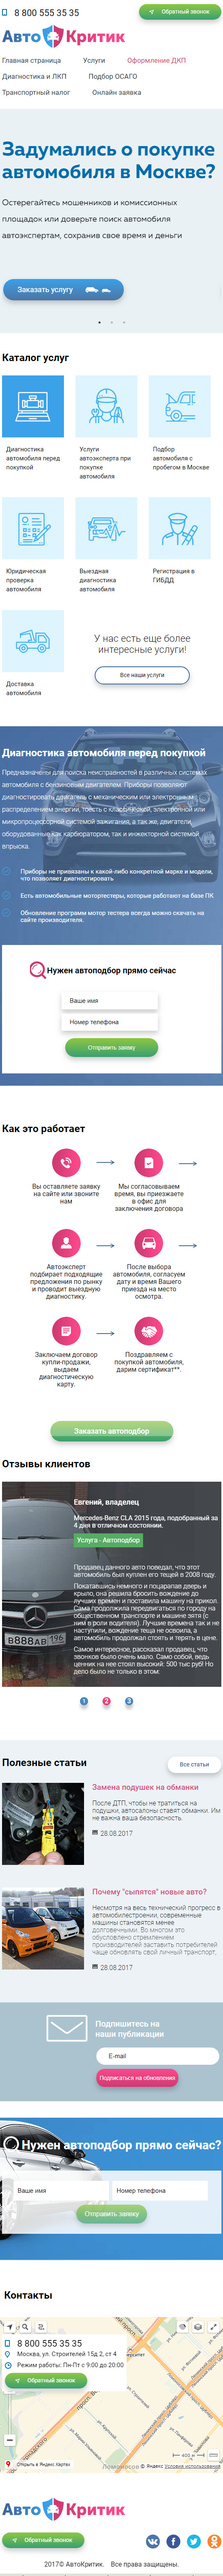 8 800 555 35 35
Обратный звонок
Авто Критик
Главная страница
Услуги
Оформление ДКП
Диагностика и ЛКП
Подбор ОСАГО
Транспортный налог
Онлайн заявка
Задумались о покупке
автомобиля в Москве?
Остерегайтесь мошенников и комиссионных
площадок или доверьте поиск автомобиля
автоэкспертам, сохранив свое время и деньги
Заказать услугу
Каталог услуг
Диагностика
автомобиля перед
покупкой
Услуги
автоэксперта при
покупке
автомобиля
Подбор
автомобиля с
пробегом в Москве
Юридическая
проверка
автомобиля
Выездная
диагностика
автомобиля
Регистрация в
ГИБДД
Доставка
автомобиля
У нас есть еще более
интересные услуги!
Все наши услуги
Диагностика автомобиля перед покупкой
Предназначены для поиска неисправностей в различных системах
автомобиля с бензиновым двигателем. Приборы позволяют
диагностировать двигатель с механическим или электронным
распределением энергии, тоесть с классической, электронной или
микропроцессорной системой зажигания, а так же, двигатели,
оборудованные как карбюратором, так и инжекторной системой
впрыска.
Приборы не привязаны к какой-либо конкретной марке и модели,
что позволяет диагностировать
Есть автомобильные мотортестеры, которые работают на базе ПК
Обновление программ мотор тестера всегда можно скачать на
сайте производителя.
Нужен автоподбор прямо сейчас
Ваше имя
Номер телефона
Отправить заявку
Как это работает
Вы оставляете заявку
на сайте или звоните
нам
Мы согласовываем
время, вы приезжаете
в офис для
заключения договора
Автоэксперт
подбирает подходящие
предложения по рынку
и проводит выездную
диагностику.
После выбора
автомобиля, согласуем
дату и время Вашего
приезда на место
осмотра.
Заключаем договор
купли-продажи,
выдаем
диагностическую
карту.
Поздравляем с
покупкой автомобиля,
дарим сертификат**.
Заказать автоподбор
Отзывы клиентов
Евгений, владелец
Mercedes-Benz CLA 2015 года, подобранный за
4 дня в отличном состоянии.
Услуга - Автоподбор
Продавец данного авто поведал, что этот
автомобиль был куплен его тещей в 2008 году.
Покатавшись немного и поцарапав дверь и
крыло, она решила бросить вождение до
лучших времен и поставила машину на прикол.
Сама продолжила передвигаться по городу на
общественном транспорте и машине зятя (с
ним в роли водителя). Лучшие времена так и не
наступили, вождение теща не освоила, а
автомобиль продолжал стоять и терять в цене.
Самое интересное, рассказал продавец, что
звонков было очень мало. Само собой, ведь
ценник на нее стоял высокий: 500 тыс руб! Но
дело было не только в этом:
В888АВ 196
1
2
3
Полезные статьи
Все статьи
Замена подушек на обманки
После ДТП, чтобы не тратиться на
подушки, автосалоны ставят обманки. Им
не важна ваша безопасность.
28.08.2017
Почему "сыпятся" новые авто?
Несмотря на весь технический прогресс в
автомобилестроении, современные
машины становятся менее
долговечными. Во многом это
обусловлено стремлением
производителей заставить потребителей
чаще обновлять свой личный транспорт,
28.08.2017
Подпишитесь на
наши публикации
E-mail
Подписаться на обновления
Нужен автоподбор прямо сейчас?
Ваше имя
Номер телефона
Отправить заявку
Контакты
8 800 555 35 35
Москва, ул. Строителей 15д 2, ст 4
Режим работы: Пн-Пт с 9:00 до 20:00
Обратный звонок
Открыть в Яндекс.Картах
400 м
© Яндекс Условия использования
Авто Критик
Обратный звонок
2017© АвтоКритик. Все права защищены.